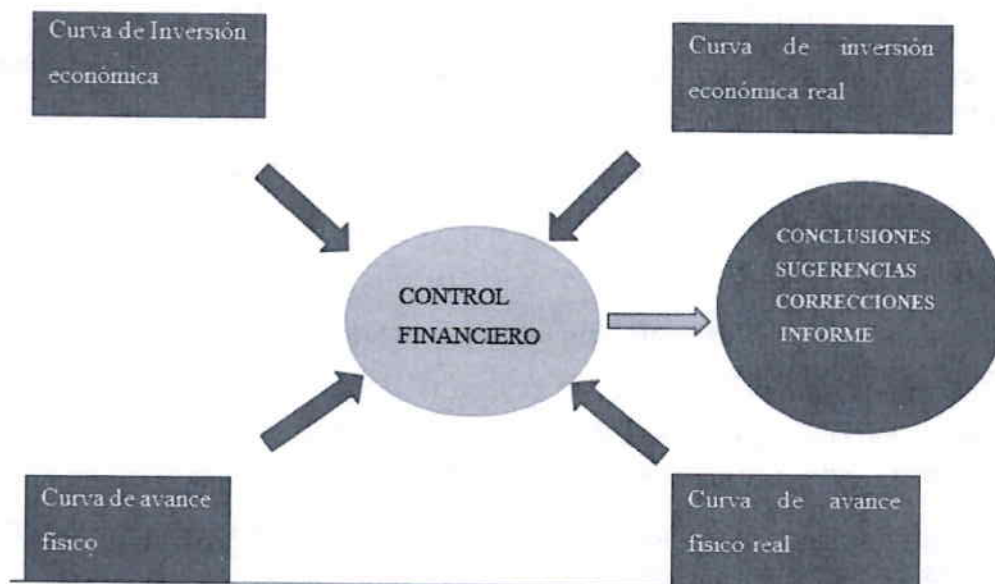 Curva de Inversión
económica
Curva de inversión
económica real
CONTROL
FINANCIERO
CONCLUSIONES
SUGERENCIAS
CORRECCIONES
INFORME
Curva de avance
físico
Curva de avance
físico real